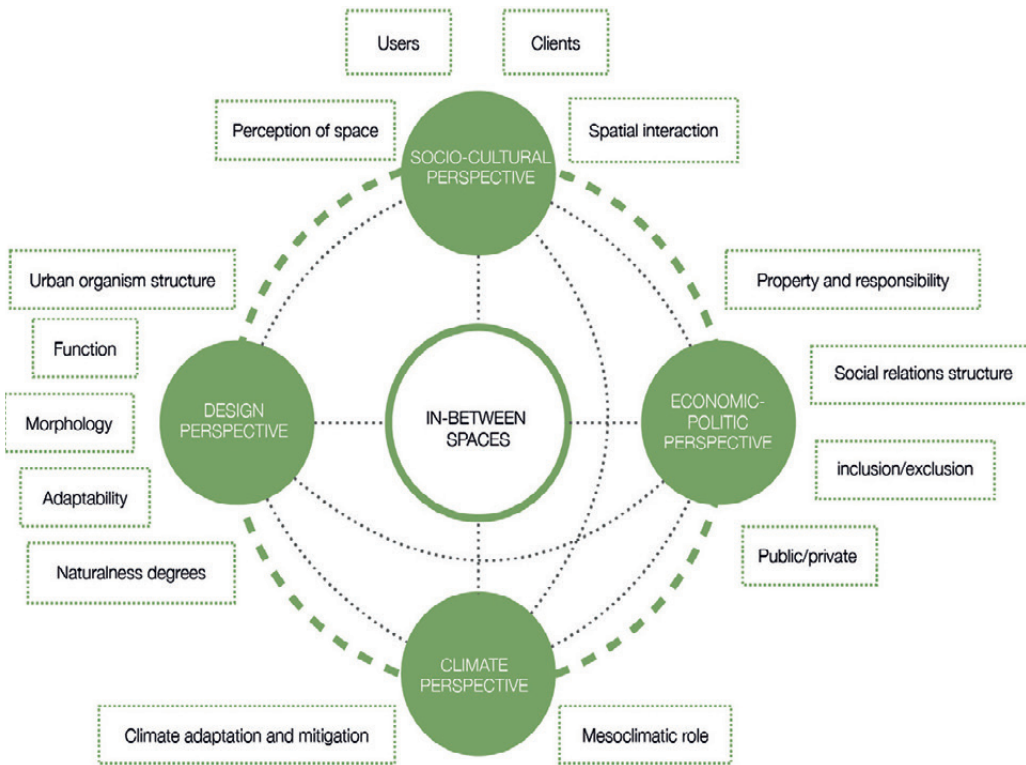 Users
Clients
Perception of space
Spatial interaction
SOCIO-CULTURAL
PERSPECTIVE
Urban organism structure
Property and responsibility
Function
Social relations structure
Morphology
DESIGN
PERSPECTIVE
IN-BETWEEN
SPACES
ECONOMIC-
POLITIC
PERSPECTIVE
inclusion/exclusion
Adaptability
Public/private
Naturalness degrees
CLIMATE
PERSPECTIVE
Climate adaptation and mitigation
Mesoclimatic role